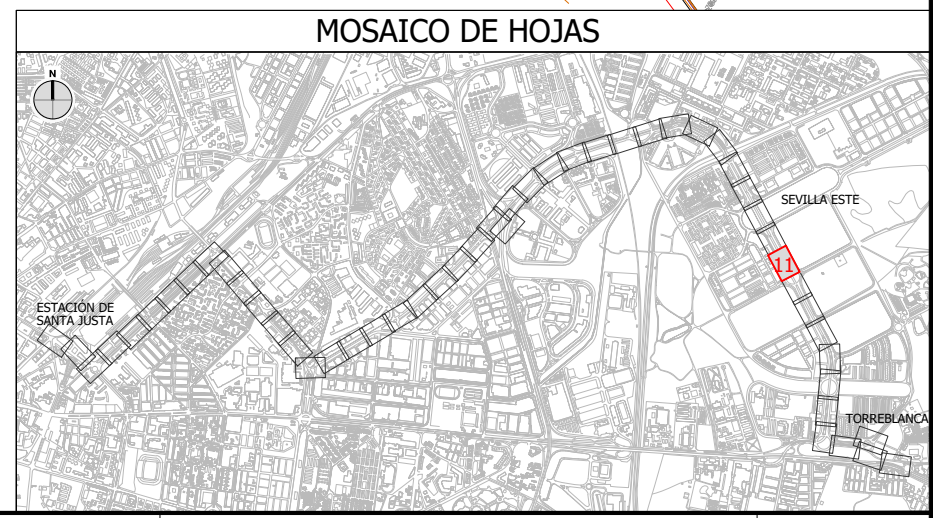 MOSAICO DE HOJAS
N
SEVILLA ESTE
11
ESTACIÓN DE
SANTA JUSTA
TORREBLANCA